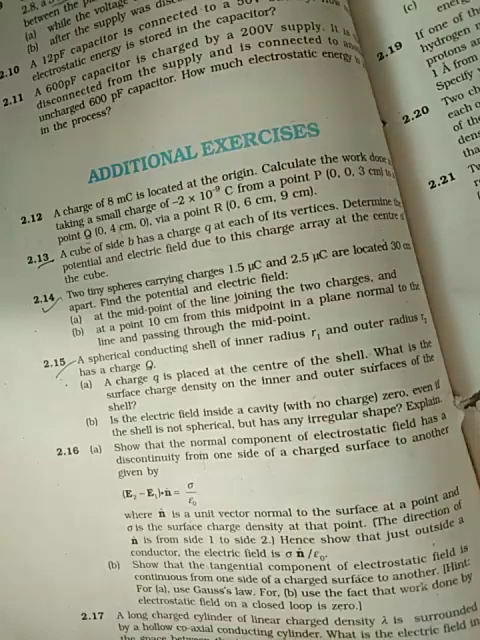 2.8,
between the
(a) while the voltage
(b) after the supply was
2.10 A 12pF capacitor is connected to a 50V
electrostatic energy is stored in the capacitor?
2.11 A 600pF capacitor is charged by a 200V supply. It is
disconnected from the supply and is connected to
uncharged 600 pF capacitor. How much electrostatic energy is
in the process?
ADDITIONAL EXERCISES
2.12 A charge of 8 mC is located at the origin. Calculate the work done
taking a small charge of –2 × 10⁻⁹ C from a point P (0, 0, 3 cm) to
point Q (0, 4 cm, 0), via a point R (0, 6 cm, 9 cm).
2.13 A cube of side b has a charge q at each of its vertices. Determine the
potential and electric field due to this charge array at the centre of
the cube.
2.14 Two tiny spheres carrying charges 1.5 μC and 2.5 μC are located 30 cm
apart. Find the potential and electric field:
(a) at the mid-point of the line joining the two charges, and
(b) at a point 10 cm from this midpoint in a plane normal to the
line and passing through the mid-point.
2.15 A spherical conducting shell of inner radius r₁ and outer radius r₂
has a charge Q.
(a) A charge q is placed at the centre of the shell. What is the
surface charge density on the inner and outer surfaces of the
shell?
(b) Is the electric field inside a cavity (with no charge) zero, even if
the shell is not spherical, but has any irregular shape? Explain.
2.16 (a) Show that the normal component of electrostatic field has a
discontinuity from one side of a charged surface to another
given by
(E₂ – E₁)·n̂ = σ/ε₀
where n̂ is a unit vector normal to the surface at a point and
σ is the surface charge density at that point. (The direction of
n̂ is from side 1 to side 2.) Hence show that just outside a
conductor, the electric field is σ n̂ /ε₀.
(b) Show that the tangential component of electrostatic field is
continuous from one side of a charged surface to another. [Hint:
For (a), use Gauss's law. For, (b) use the fact that work done by
electrostatic field on a closed loop is zero.]
2.17 A long charged cylinder of linear charged density λ is surrounded
by a hollow co-axial conducting cylinder. What is the electric field in
the space between the
(c)
2.19 If one of th
hydrogen
protons
1 Å from
Specify
2.20 Two ch
each
of the
dens
tha
2.21